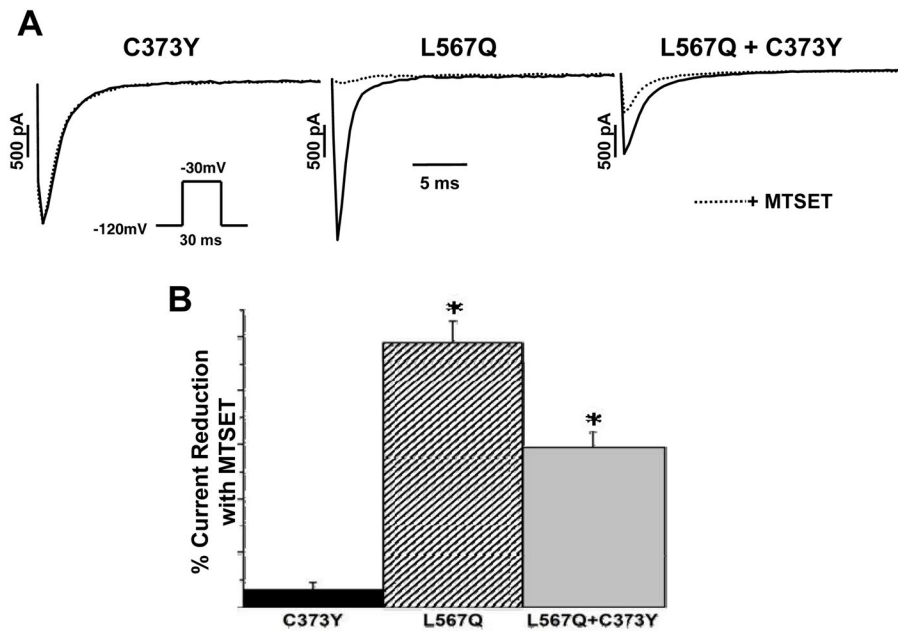 A
C373Y
L567Q
L567Q + C373Y
500 pA
500 pA
500 pA
-30mV
-120mV
30 ms
5 ms
+ MTSET
B
% Current Reduction
with MTSET
*
*
C373Y
L567Q
L567Q+C373Y